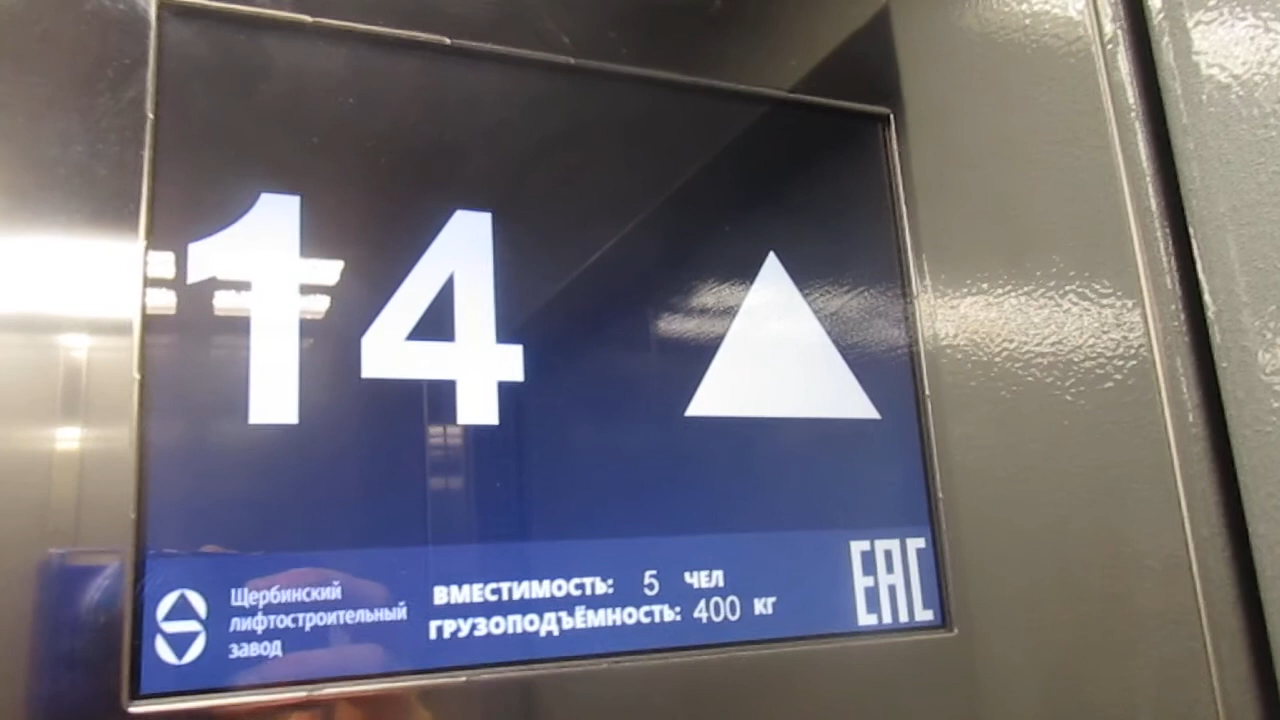 14
Щербинский
лифтостроительный
завод
ВМЕСТИМОСТЬ: 5 ЧЕЛ
ГРУЗОПОДЪЁМНОСТЬ: 400 КГ
EAC